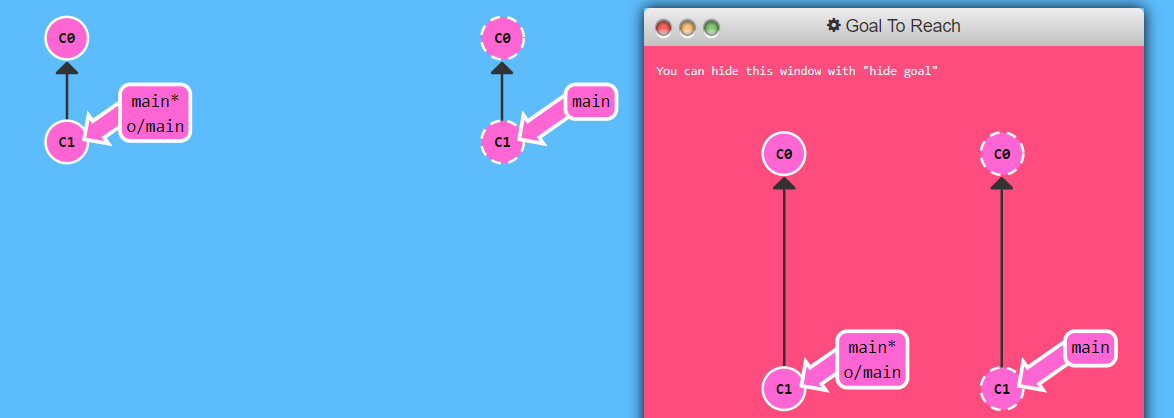 C0
main*
o/main
C1
C0
main
C1
Goal To Reach
You can hide this window with "hide goal"
C0
main*
o/main
C1
C0
main
C1